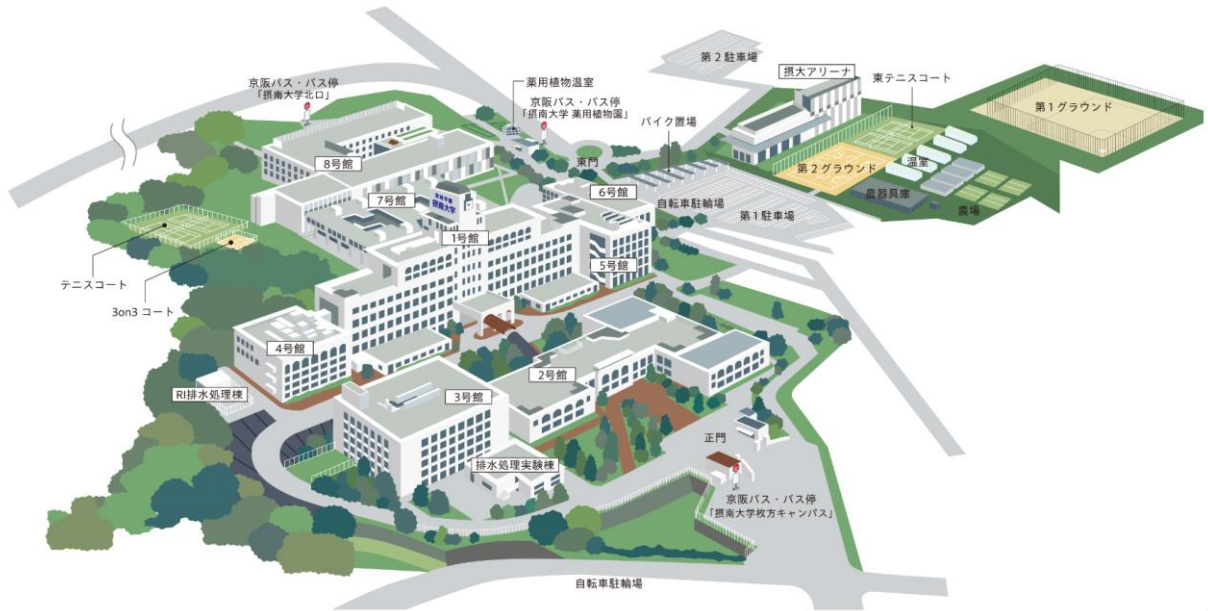 第2駐車場
摂大アリーナ
東テニスコート
薬用植物温室
京阪バス・バス停
「摂南大学北口」
京阪バス・バス停
「摂南大学 薬用植物園」
バイク置場
第1グラウンド
8号館
東門
第2グラウンド
温室
7号館
摂南大学
6号館
自転車駐輪場
農器具庫
農場
第1駐車場
1号館
5号館
テニスコート
3on3 コート
4号館
2号館
RI排水処理棟
3号館
正門
排水処理実験棟
京阪バス・バス停
「摂南大学枚方キャンパス」
自転車駐輪場